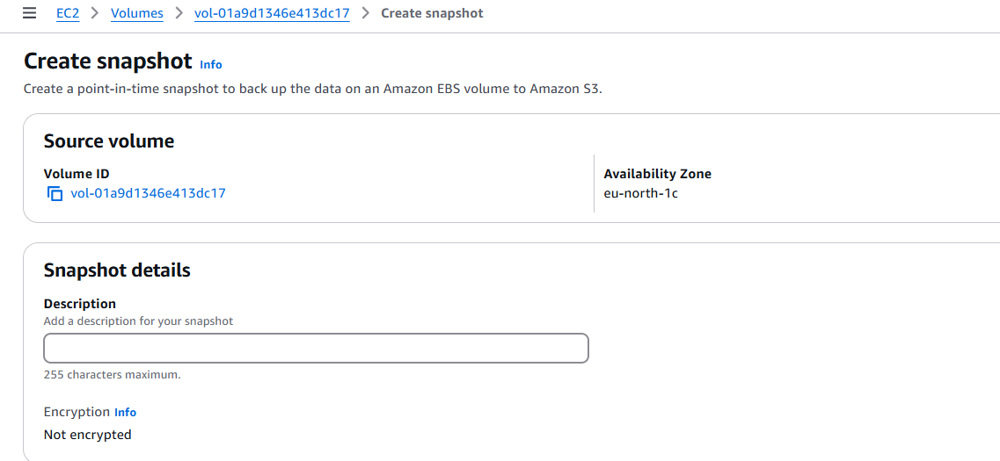 EC2 > Volumes > vol-01a9d1346e413dc17 > Create snapshot
Create snapshot Info
Create a point-in-time snapshot to back up the data on an Amazon EBS volume to Amazon S3.
Source volume
Volume ID
vol-01a9d1346e413dc17
Availability Zone
eu-north-1c
Snapshot details
Description
Add a description for your snapshot
255 characters maximum.
Encryption Info
Not encrypted